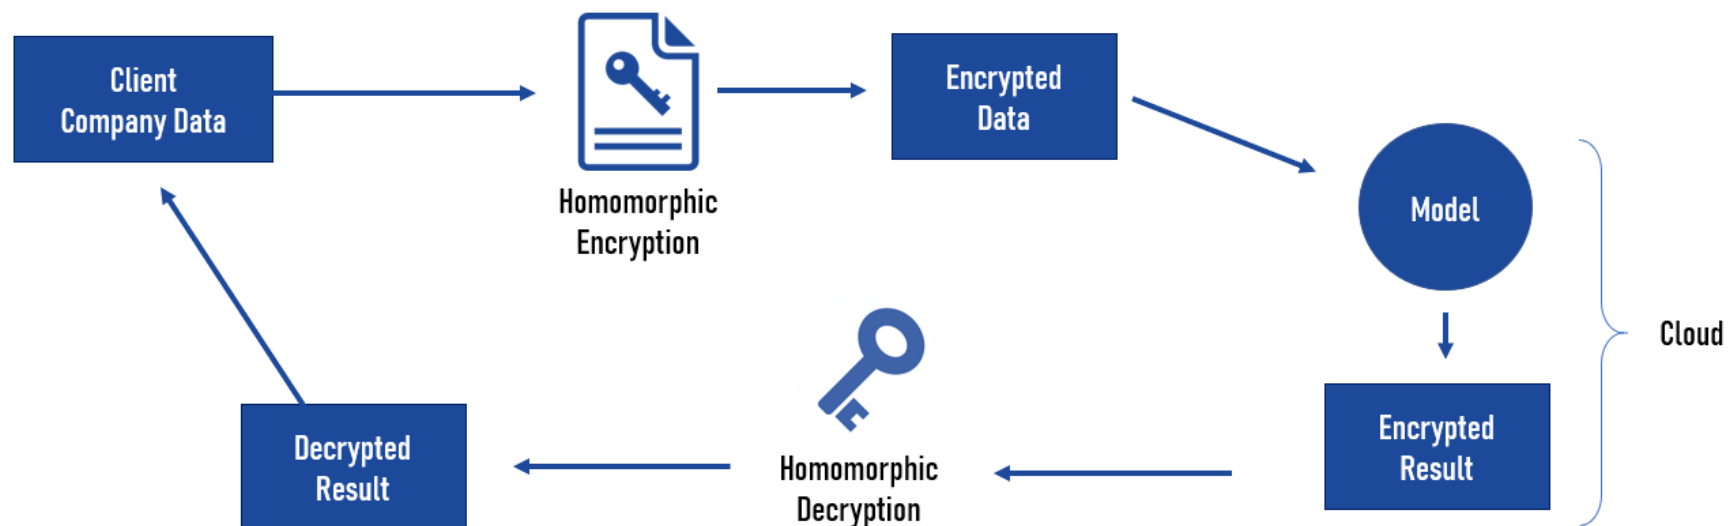 Client
Company Data
Homomorphic
Encryption
Encrypted
Data
Model
Cloud
Encrypted
Result
Homomorphic
Decryption
Decrypted
Result